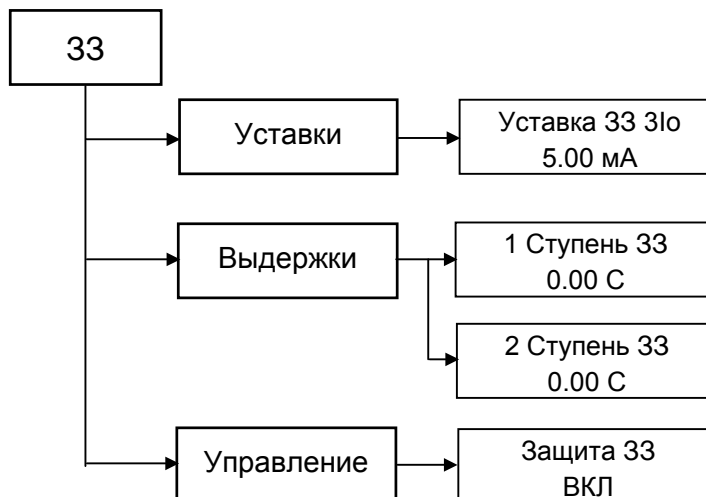 ЗЗ
Уставки
Уставка ЗЗ 3Iо
5.00 мА
Выдержки
1 Ступень ЗЗ
0.00 С
2 Ступень ЗЗ
0.00 С
Управление
Защита ЗЗ
ВКЛ